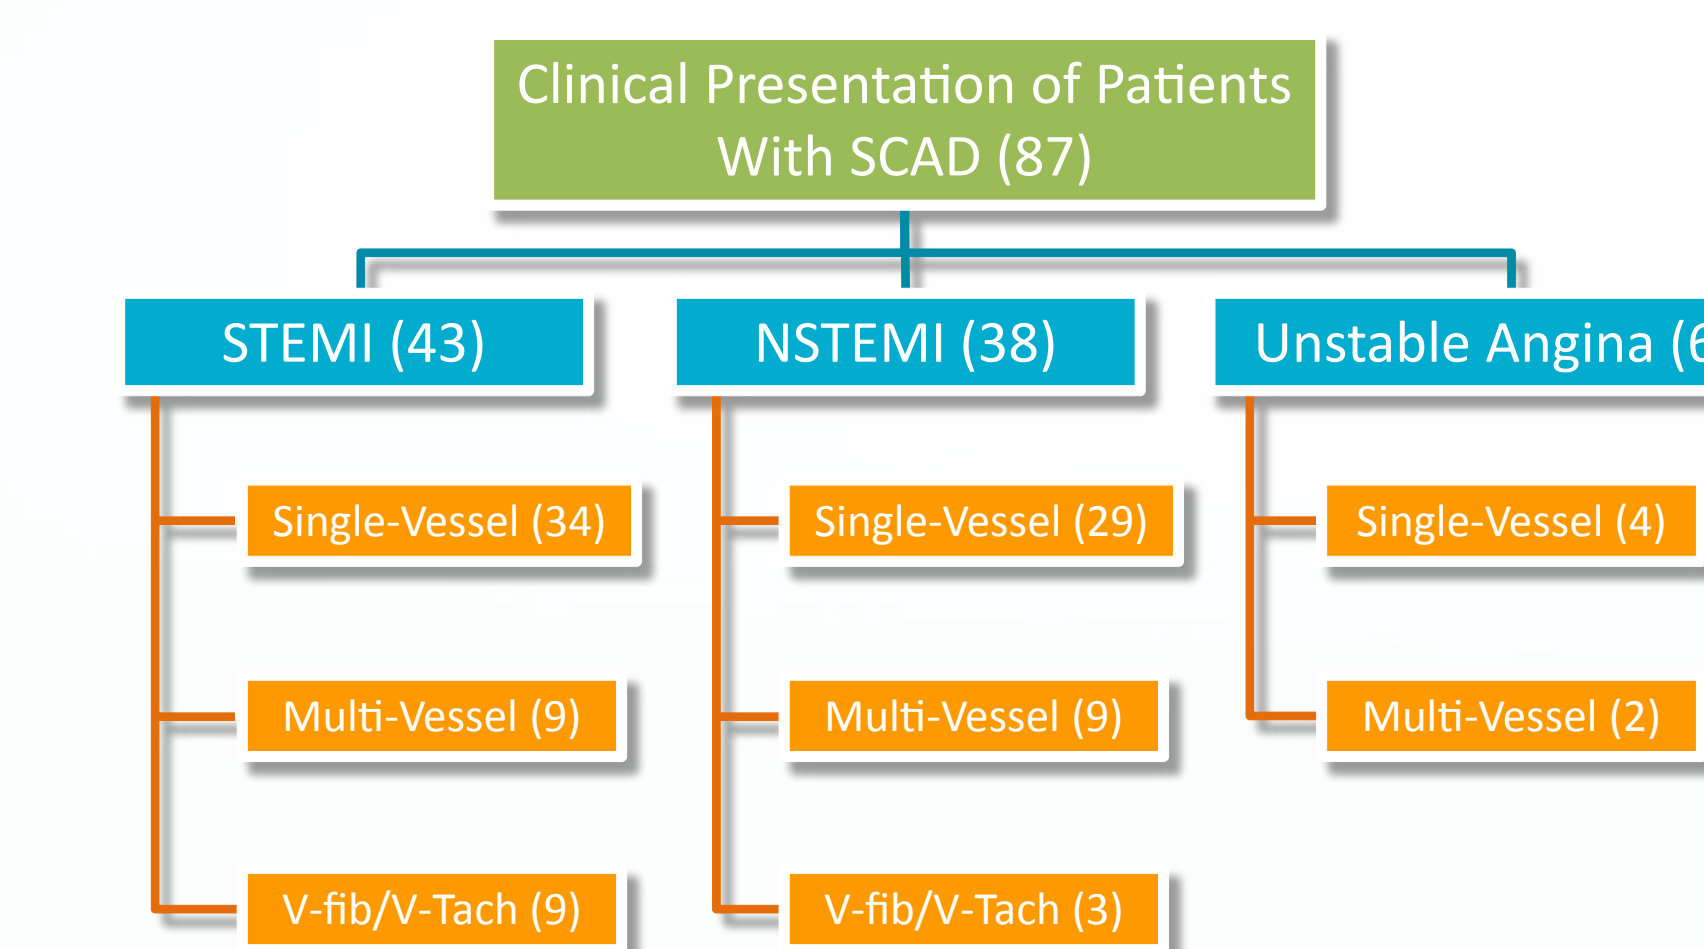 Clinical Presentation of Patients
With SCAD (87)
STEMI (43)
NSTEMI (38)
Unstable Angina (6
Single-Vessel (34)
Single-Vessel (29)
Single-Vessel (4)
Multi-Vessel (9)
Multi-Vessel (9)
Multi-Vessel (2)
V-fib/V-Tach (9)
V-fib/V-Tach (3)